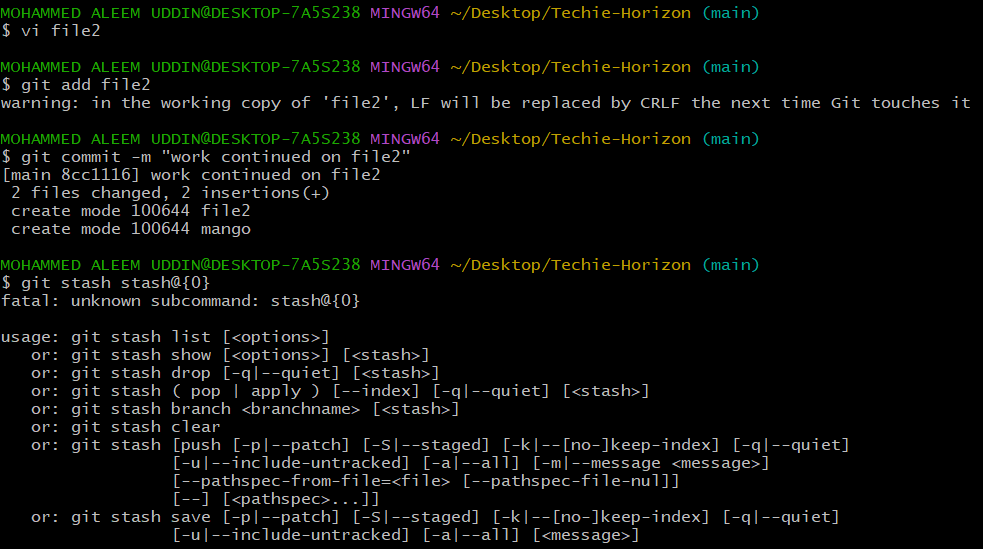 MOHAMMED ALEEM UDDIN@DESKTOP-7A5S238 MINGW64 ~/Desktop/Techie-Horizon (main)
$ vi file2

MOHAMMED ALEEM UDDIN@DESKTOP-7A5S238 MINGW64 ~/Desktop/Techie-Horizon (main)
$ git add file2
warning: in the working copy of 'file2', LF will be replaced by CRLF the next time Git touches it

MOHAMMED ALEEM UDDIN@DESKTOP-7A5S238 MINGW64 ~/Desktop/Techie-Horizon (main)
$ git commit -m "work continued on file2"
[main 8cc1116] work continued on file2
 2 files changed, 2 insertions(+)
 create mode 100644 file2
 create mode 100644 mango

MOHAMMED ALEEM UDDIN@DESKTOP-7A5S238 MINGW64 ~/Desktop/Techie-Horizon (main)
$ git stash stash@{0}
fatal: unknown subcommand: stash@{0}

usage: git stash list [<options>]
   or: git stash show [<options>] [<stash>]
   or: git stash drop [-q|--quiet] [<stash>]
   or: git stash ( pop | apply ) [--index] [-q|--quiet] [<stash>]
   or: git stash branch <branchname> [<stash>]
   or: git stash clear
   or: git stash [push [-p|--patch] [-S|--staged] [-k|--[no-]keep-index] [-q|--quiet]
                 [-u|--include-untracked] [-a|--all] [-m|--message <message>]
                 [--pathspec-from-file=<file> [--pathspec-file-nul]]
                 [--] [<pathspec>...]]
   or: git stash save [-p|--patch] [-S|--staged] [-k|--[no-]keep-index] [-q|--quiet]
                 [-u|--include-untracked] [-a|--all] [<message>]